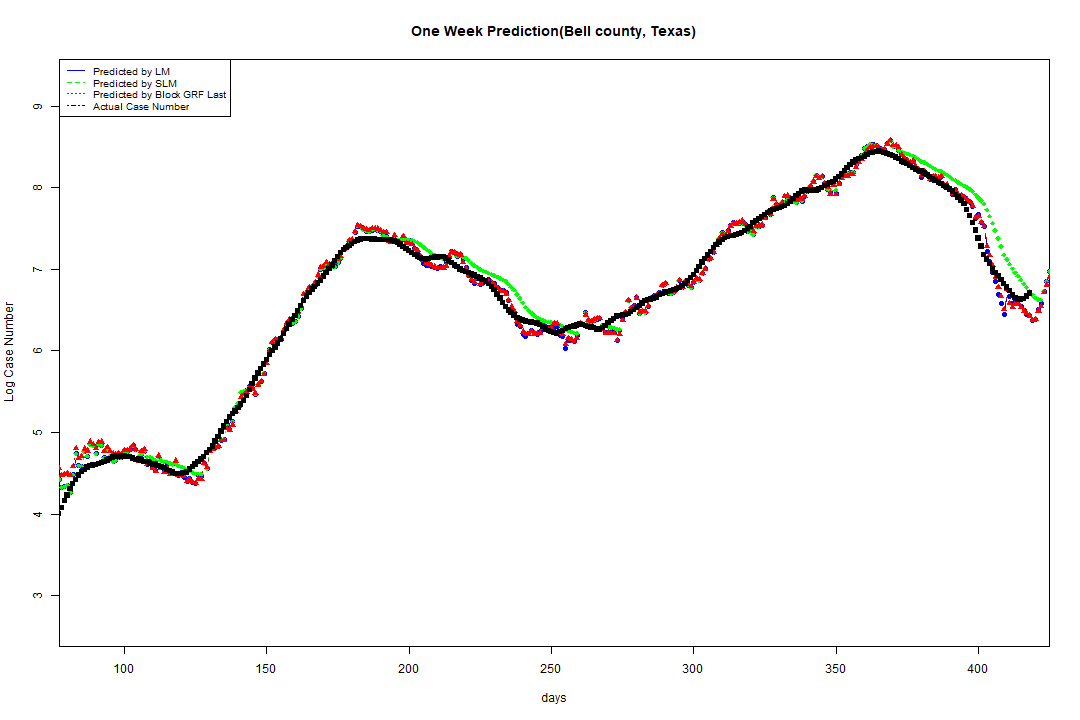 One Week Prediction(Bell county, Texas)
Predicted by LM
Predicted by SLM
Predicted by Block GRF Last
Actual Case Number
9
8
7
6
5
4
3
Log Case Number
100 150 200 250 300 350 400
days